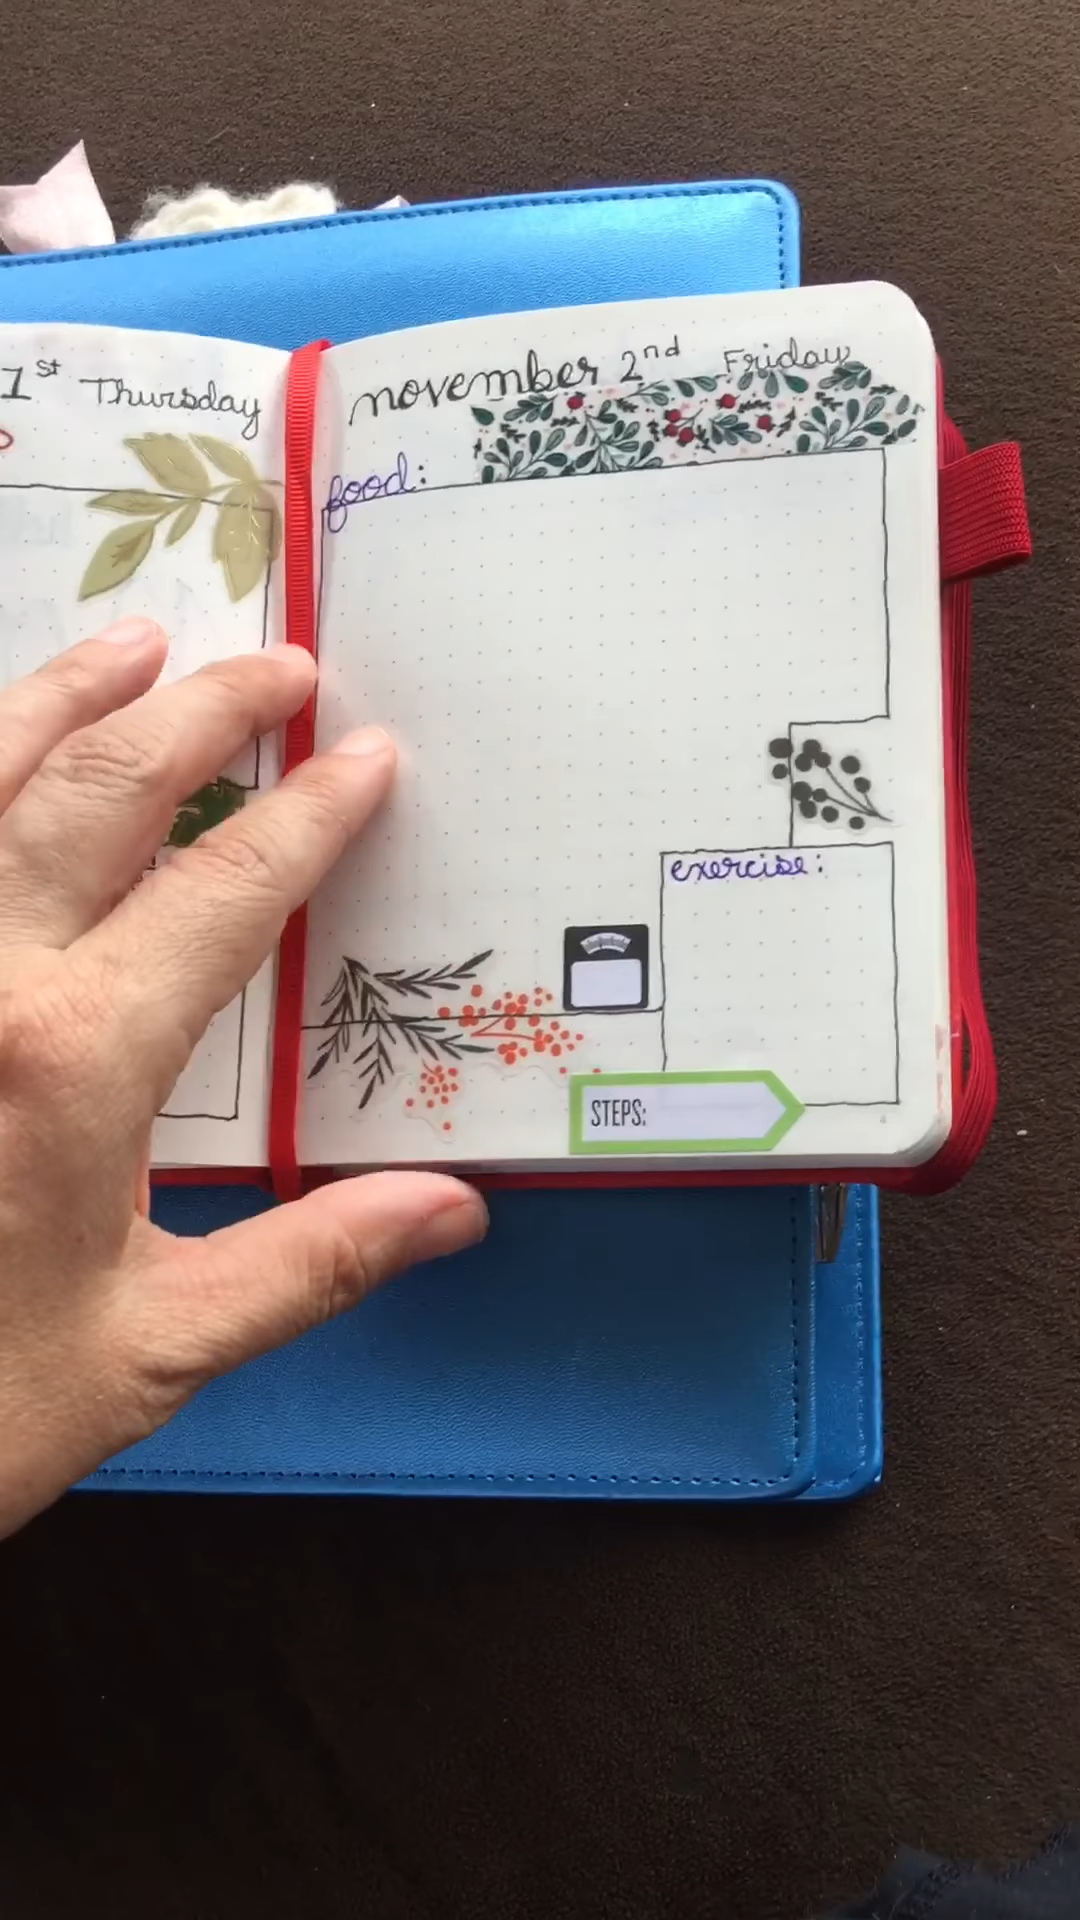 1st Thursday
november 2nd Friday
food:
exercise:
STEPS: